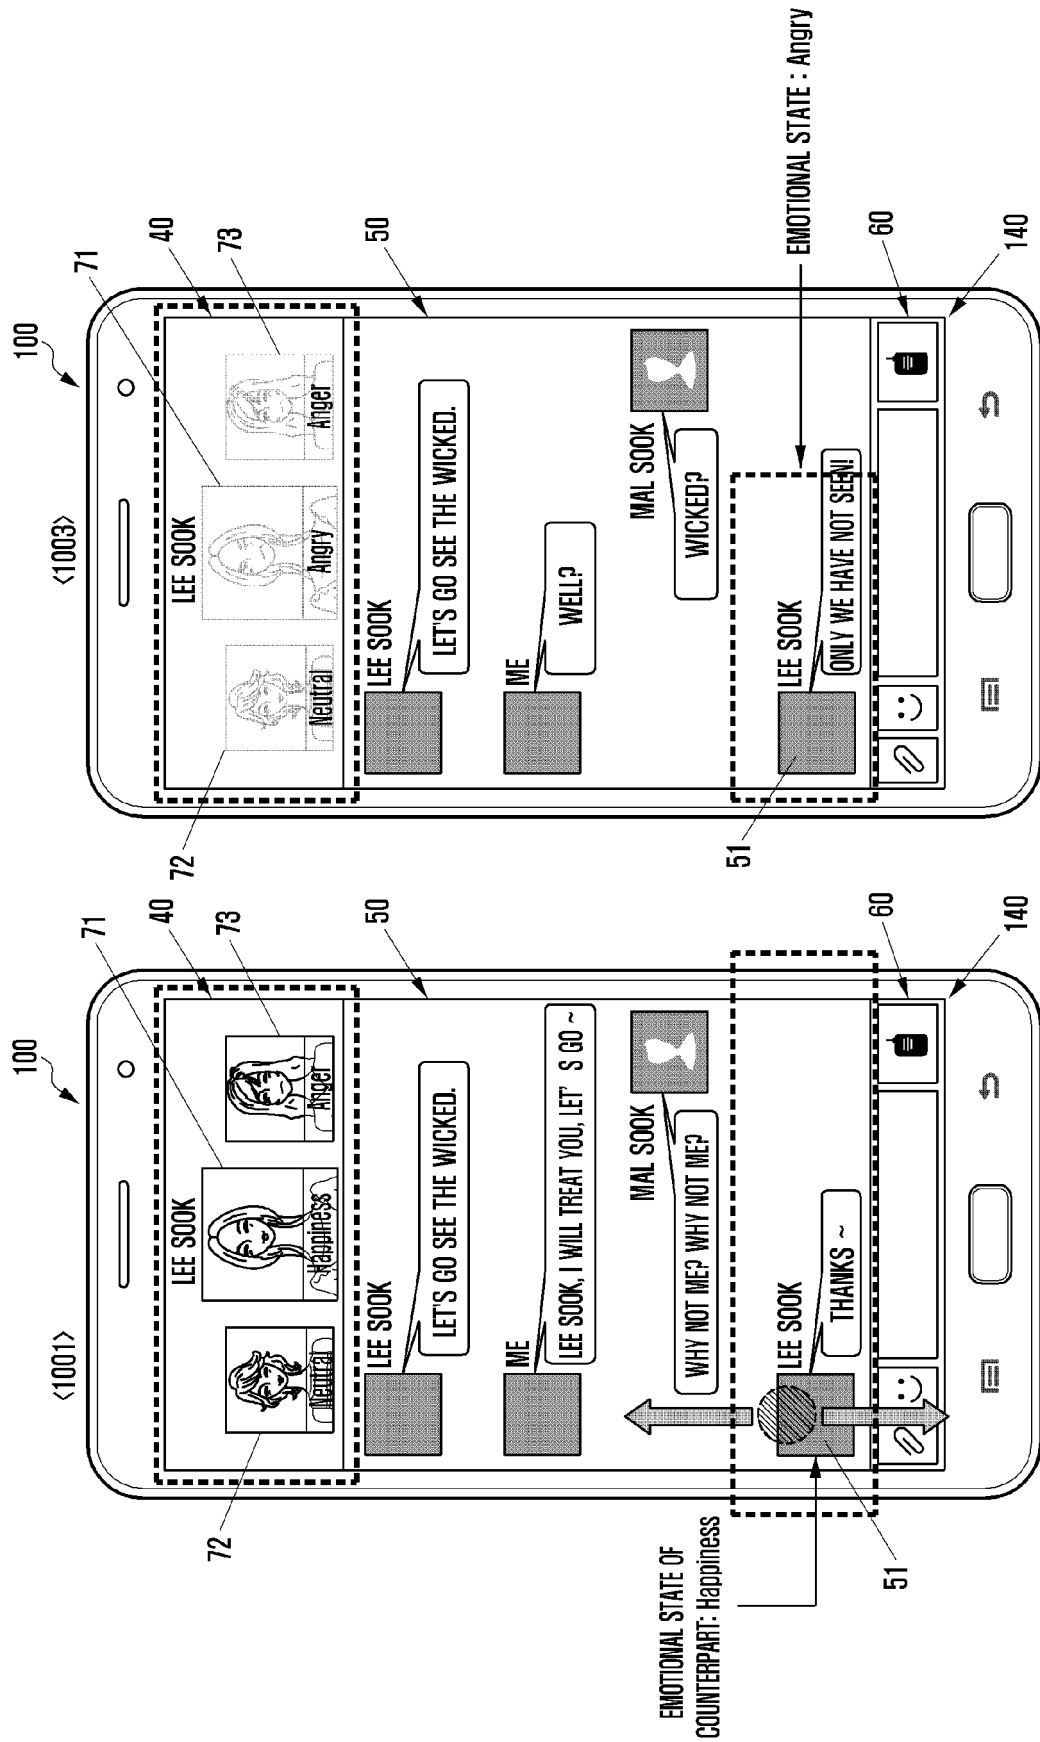 <1001>
100
LEE SOOK
Neutral
Happiness
Anger
71
40
73
72
LEE SOOK
LET'S GO SEE THE WICKED.
50
ME
LEE SOOK, I WILL TREAT YOU, LET' S GO ~
MAL SOOK
WHY NOT ME? WHY NOT ME?
LEE SOOK
THANKS ~
EMOTIONAL STATE OF
COUNTERPART: Happiness
51
60
140
<1003>
100
LEE SOOK
Neutral
Angry
Anger
71
40
73
72
LEE SOOK
LET'S GO SEE THE WICKED.
50
ME
WELL?
MAL SOOK
WICKED?
LEE SOOK
ONLY WE HAVE NOT SEEN!
EMOTIONAL STATE : Angry
51
60
140